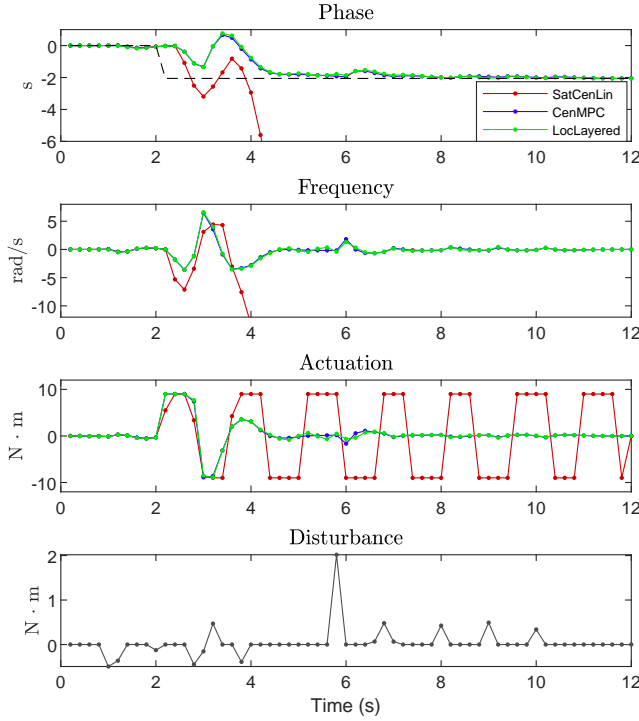 Phase
0
-2
-4
-6
s
SatCenLin
CenMPC
LocLayered
0 2 4 6 8 10 12
Frequency
5
0
-5
-10
rad/s
0 2 4 6 8 10 12
Actuation
10
0
-10
N · m
0 2 4 6 8 10 12
Disturbance
2
1
0
N · m
0 2 4 6 8 10 12
Time (s)